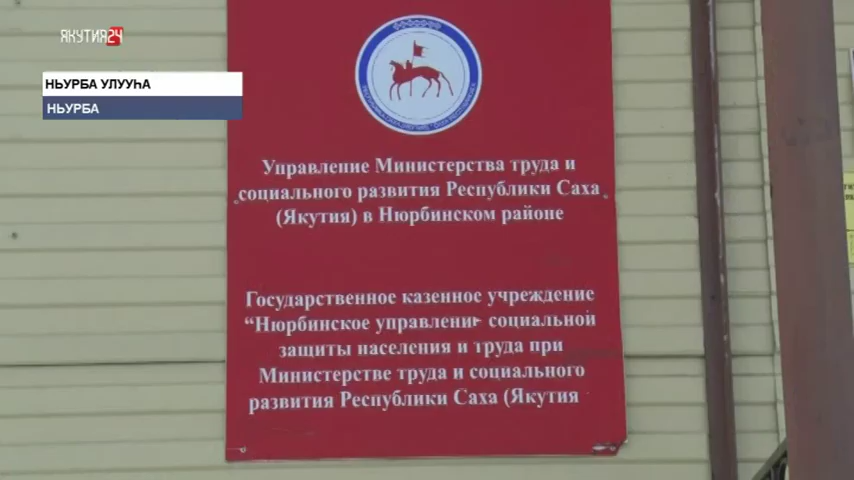 ЯКУТИЯ24
НЬУРБА УЛУУҺА
НЬУРБА
Управление Министерства труда и
социального развития Республики Саха
(Якутия) в Нюрбинском районе
Государственное казенное учреждение
“Нюрбинское управлени социальной
защиты населения и труда при
Министерстве труда и социального
развития Республики Саха (Якутия